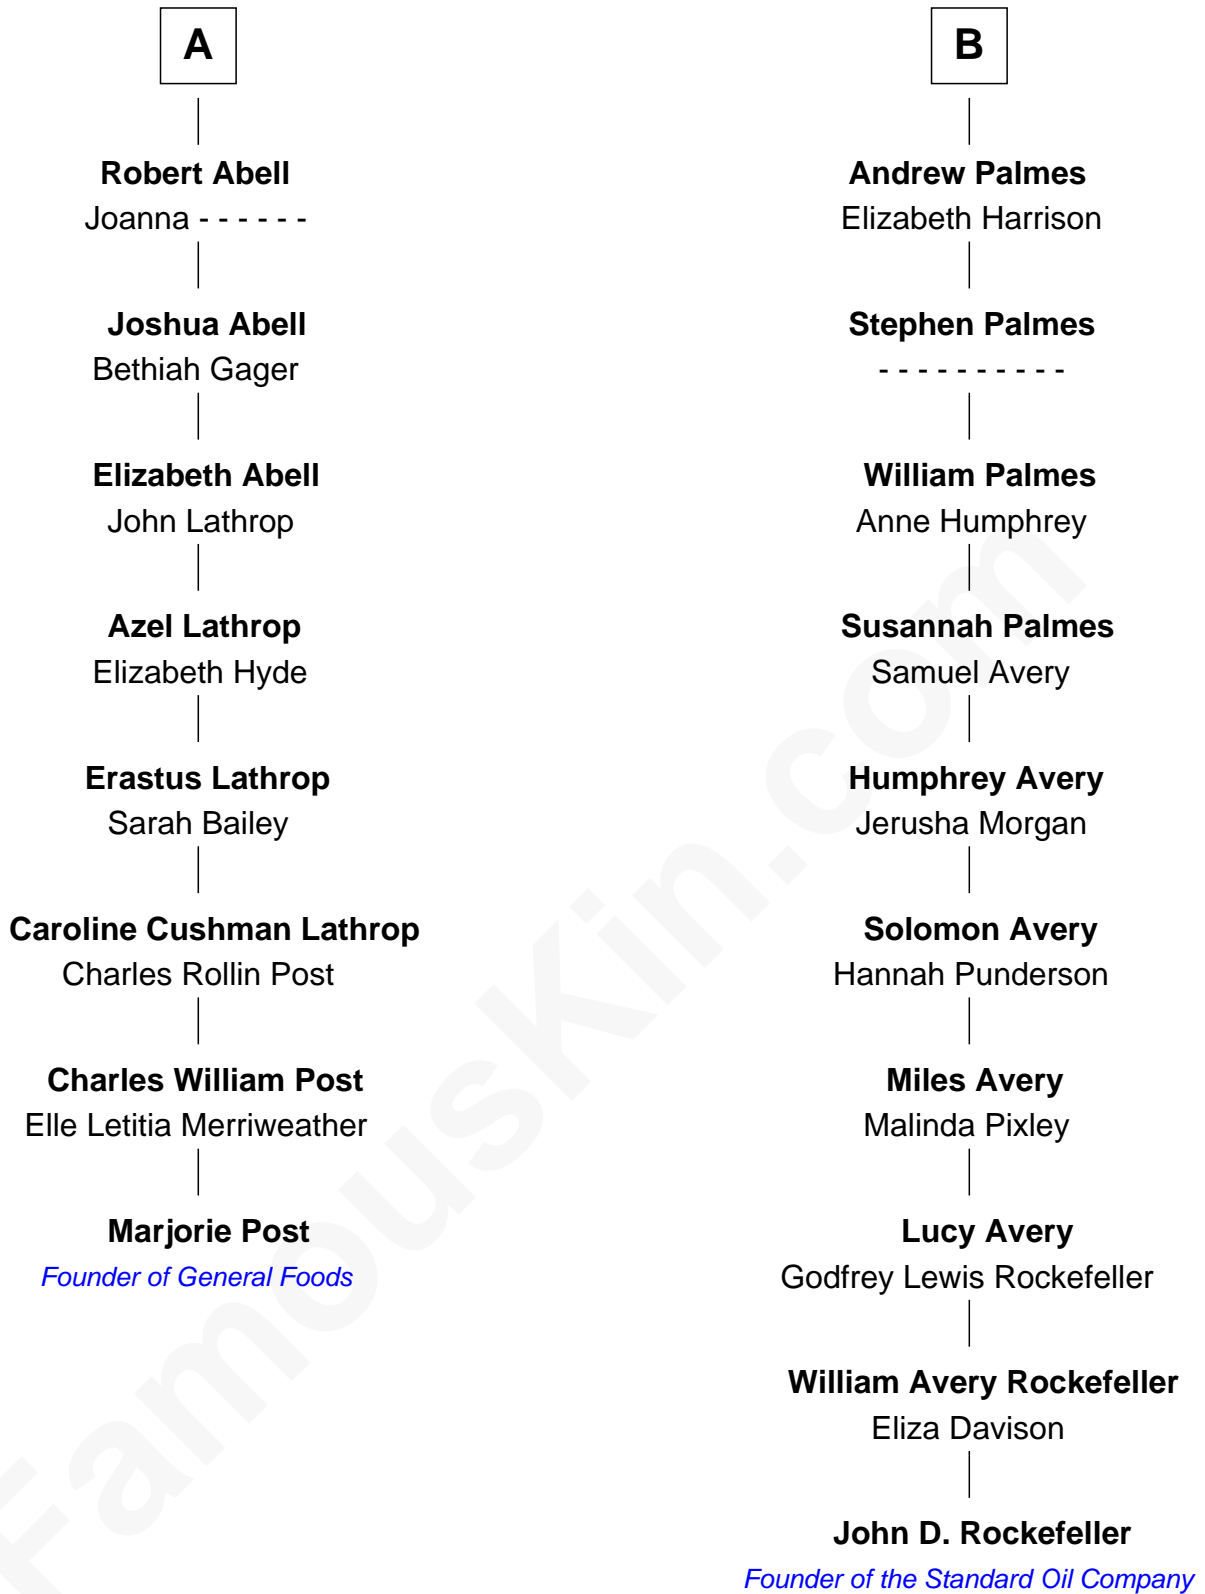 A
Robert Abell
Joanna - - - - - -
Joshua Abell
Bethiah Gager
Elizabeth Abell
John Lathrop
Azel Lathrop
Elizabeth Hyde
Erastus Lathrop
Sarah Bailey
Caroline Cushman Lathrop
Charles Rollin Post
Charles William Post
Elle Letitia Merriweather
Marjorie Post
Founder of General Foods
B
Andrew Palmes
Elizabeth Harrison
Stephen Palmes
- - - - - - - - - -
William Palmes
Anne Humphrey
Susannah Palmes
Samuel Avery
Humphrey Avery
Jerusha Morgan
Solomon Avery
Hannah Punderson
Miles Avery
Malinda Pixley
Lucy Avery
Godfrey Lewis Rockefeller
William Avery Rockefeller
Eliza Davison
John D. Rockefeller
Founder of the Standard Oil Company
FamousKin.com